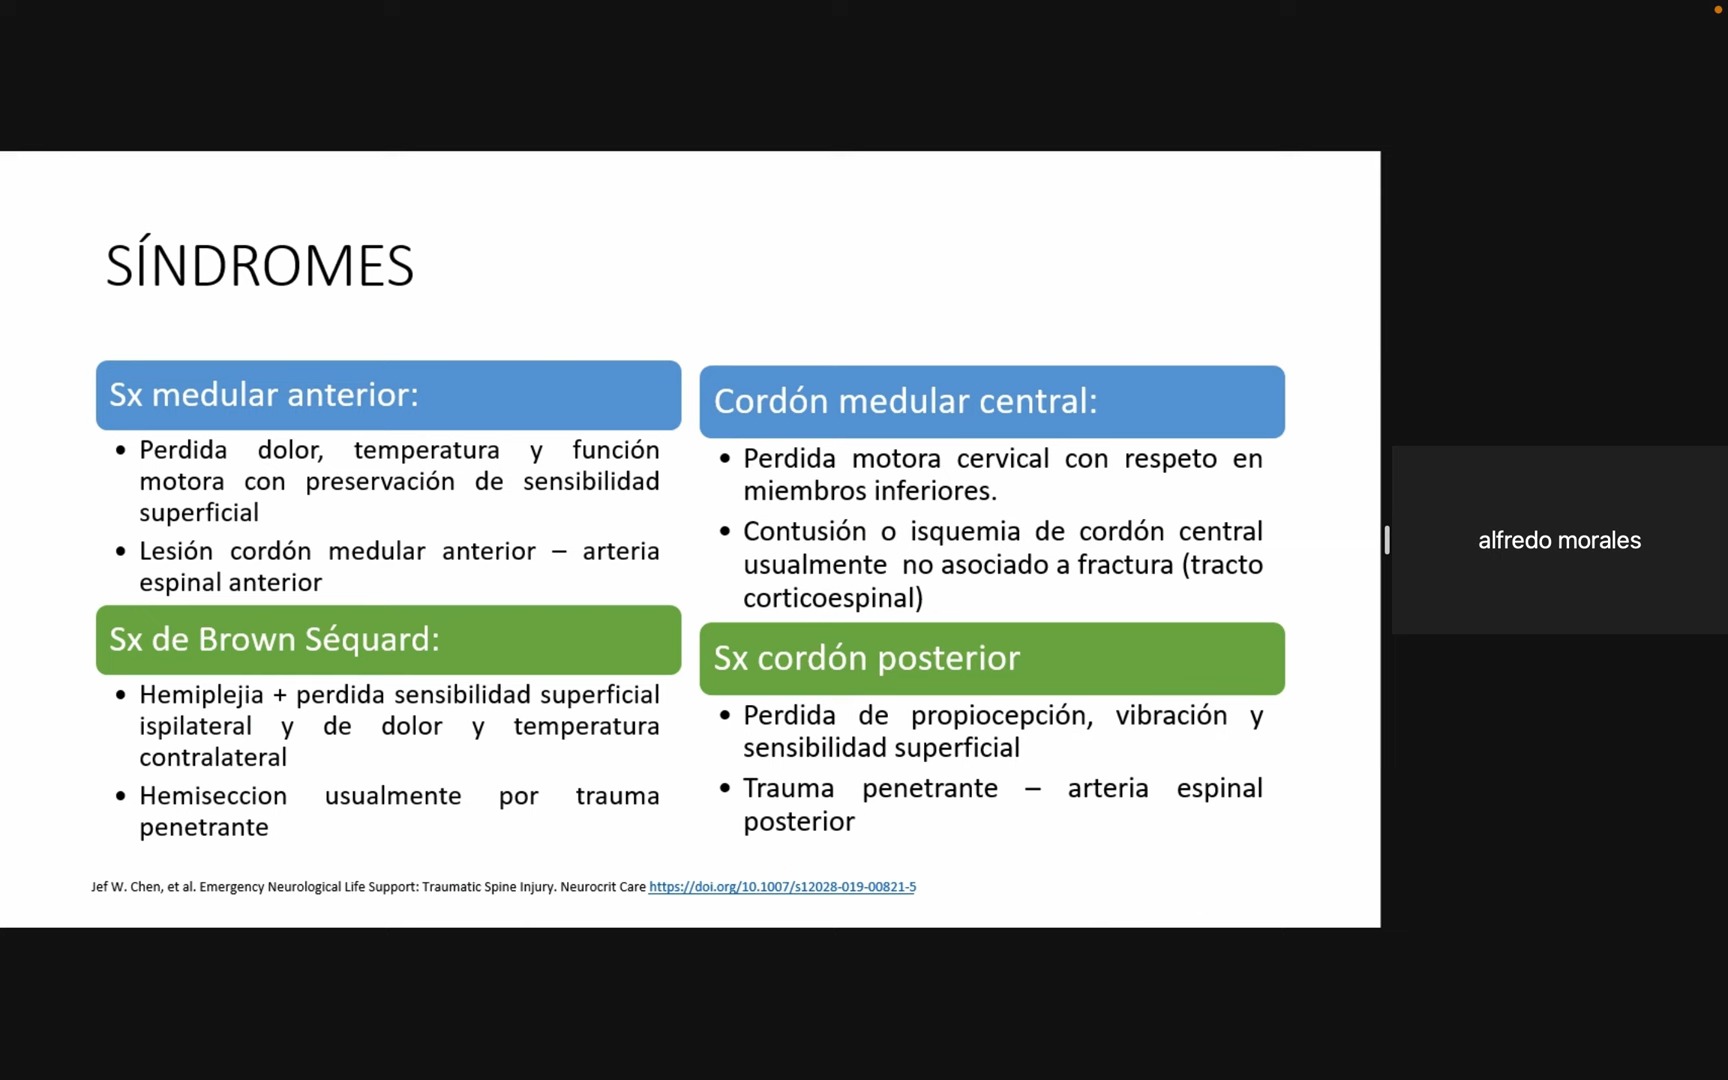 SÍNDROMES
Sx medular anterior:
• Perdida dolor, temperatura y función
motora con preservación de sensibilidad
superficial
• Lesión cordón medular anterior – arteria
espinal anterior
Sx de Brown Séquard:
• Hemiplejia + perdida sensibilidad superficial
ispilateral y de dolor y temperatura
contralateral
• Hemiseccion usualmente por trauma
penetrante
Cordón medular central:
• Perdida motora cervical con respeto en
miembros inferiores.
• Contusión o isquemia de cordón central
usualmente no asociado a fractura (tracto
corticoespinal)
Sx cordón posterior
• Perdida de propiocepción, vibración y
sensibilidad superficial
• Trauma penetrante – arteria espinal
posterior
Jef W. Chen, et al. Emergency Neurological Life Support: Traumatic Spine Injury. Neurocrit Care https://doi.org/10.1007/s12028-019-00821-5
alfredo morales